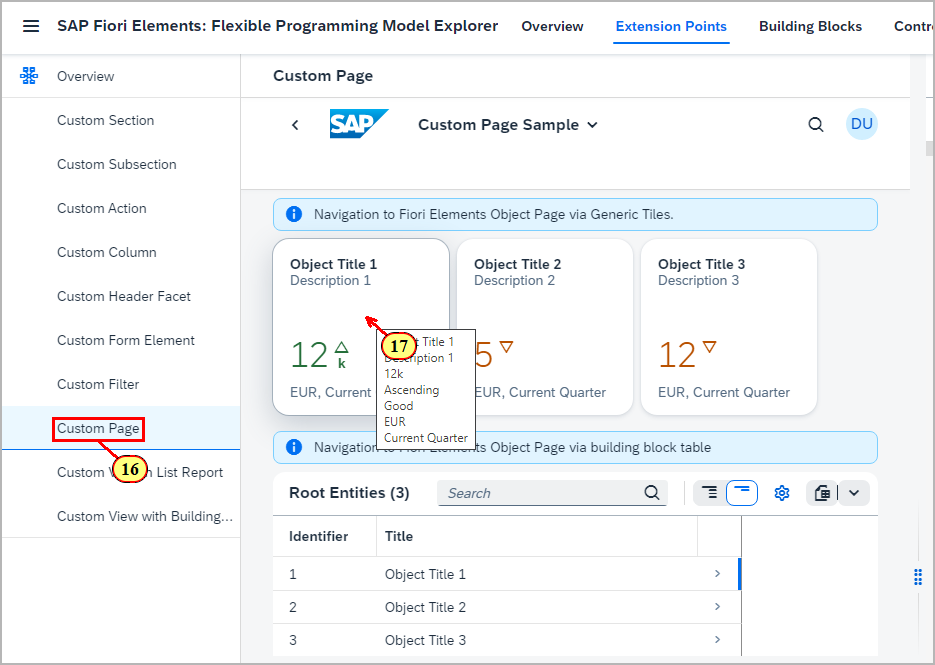 SAP Fiori Elements: Flexible Programming Model Explorer
Overview
Extension Points
Building Blocks
Overview
Custom Section
Custom Subsection
Custom Action
Custom Column
Custom Header Facet
Custom Form Element
Custom Filter
Custom Page
16
Custom List Report
Custom View with Building...
Custom Page
SAP
Custom Page Sample
DU
Navigation to Fiori Elements Object Page via Generic Tiles.
Object Title 1
Description 1
12 k
EUR, Current
17
Title 1
Description 1
12k
Ascending
Good
EUR
Current Quarter
Object Title 2
Description 2
5
EUR, Current Quarter
Object Title 3
Description 3
12
EUR, Current Quarter
Navigation to Fiori Elements Object Page via building block table
Root Entities (3)
Search
Identifier Title
1 Object Title 1
2 Object Title 2
3 Object Title 3